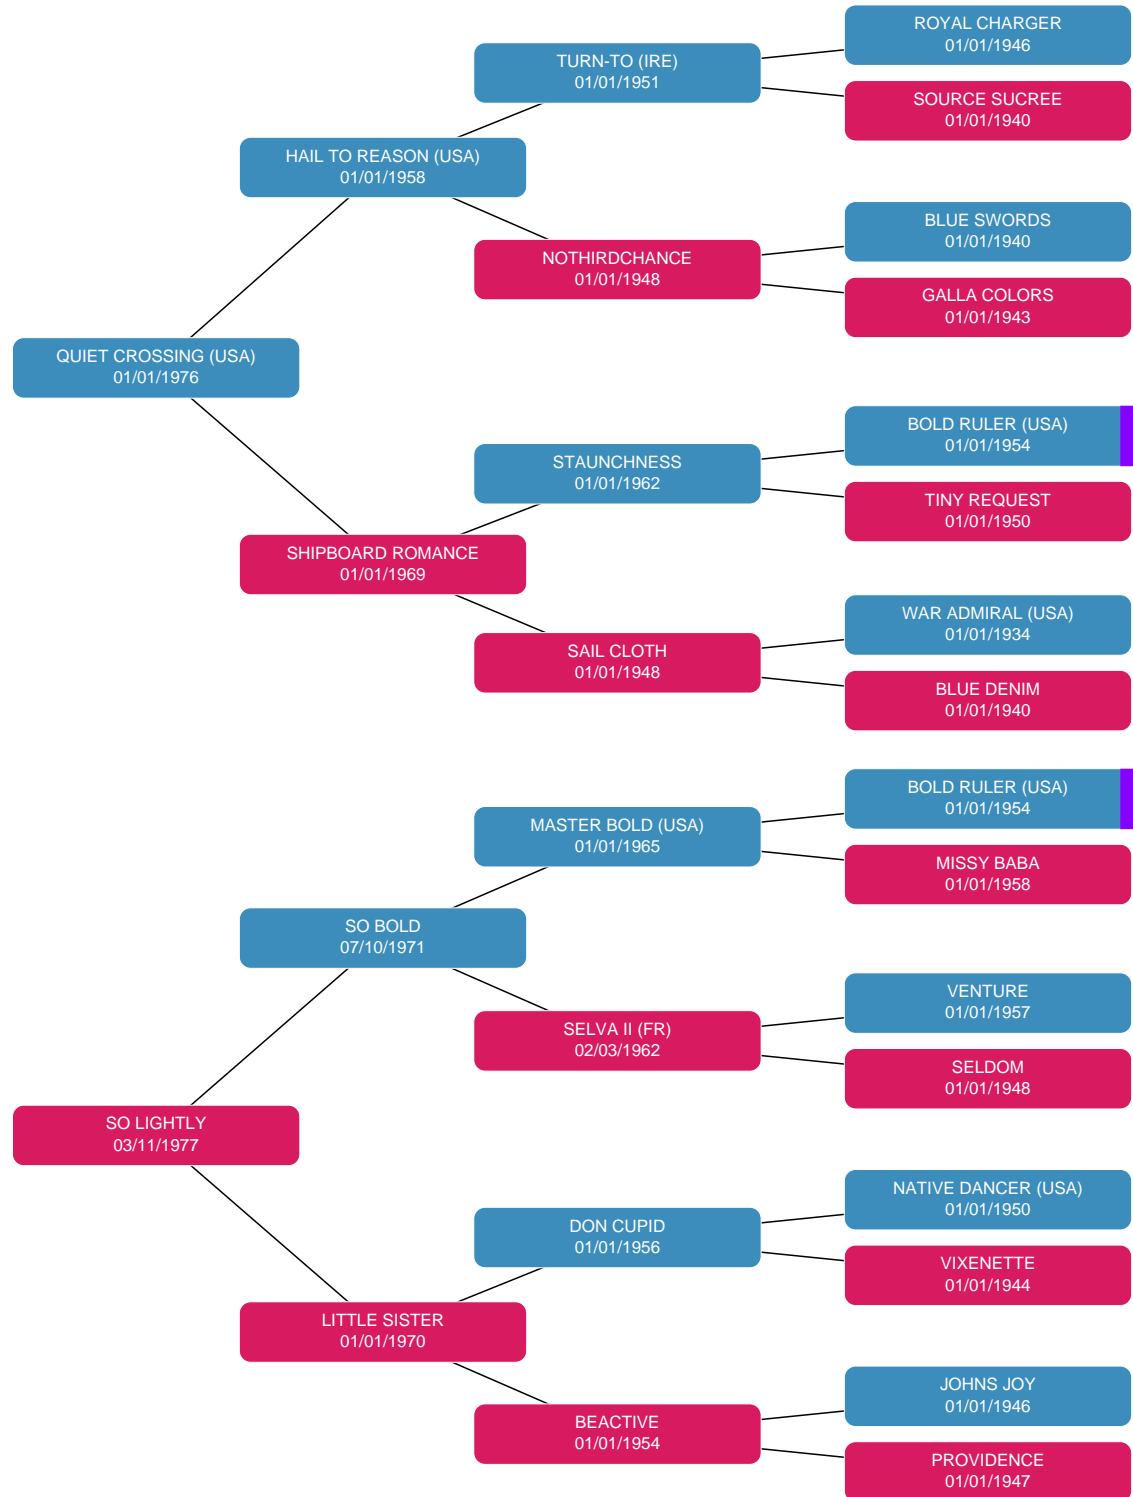 ROYAL CHARGER
01/01/1946
TURN-TO (IRE)
01/01/1951
SOURCE SUCREE
01/01/1940
HAIL TO REASON (USA)
01/01/1958
BLUE SWORDS
01/01/1940
NOTHIRDCHANCE
01/01/1948
GALLA COLORS
01/01/1943
QUIET CROSSING (USA)
01/01/1976
BOLD RULER (USA)
01/01/1954
STAUNCHNESS
01/01/1962
TINY REQUEST
01/01/1950
SHIPBOARD ROMANCE
01/01/1969
WAR ADMIRAL (USA)
01/01/1934
SAIL CLOTH
01/01/1948
BLUE DENIM
01/01/1940
BOLD RULER (USA)
01/01/1954
MASTER BOLD (USA)
01/01/1965
MISSY BABA
01/01/1958
SO BOLD
07/10/1971
VENTURE
01/01/1957
SELVA II (FR)
02/03/1962
SELDOM
01/01/1948
SO LIGHTLY
03/11/1977
NATIVE DANCER (USA)
01/01/1950
DON CUPID
01/01/1956
VIXENETTE
01/01/1944
LITTLE SISTER
01/01/1970
JOHNS JOY
01/01/1946
BEACTIVE
01/01/1954
PROVIDENCE
01/01/1947